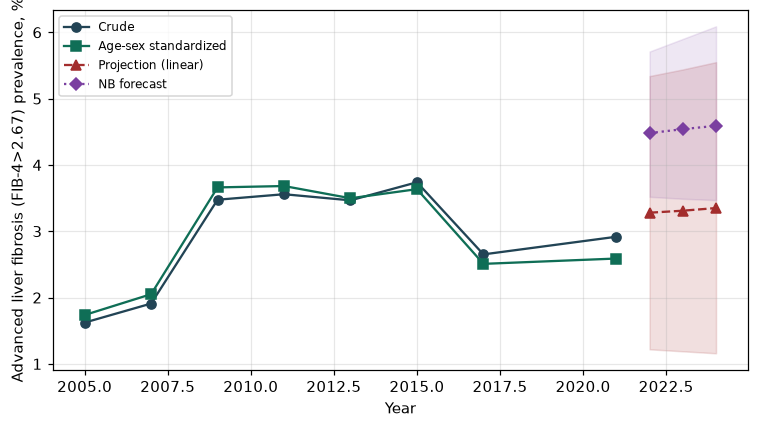 Advanced liver fibrosis (FIB-4>2.67) prevalence, %
Crude
Age-sex standardized
Projection (linear)
NB forecast
6
5
4
3
2
1
2005.0 2007.5 2010.0 2012.5 2015.0 2017.5 2020.0 2022.5
Year